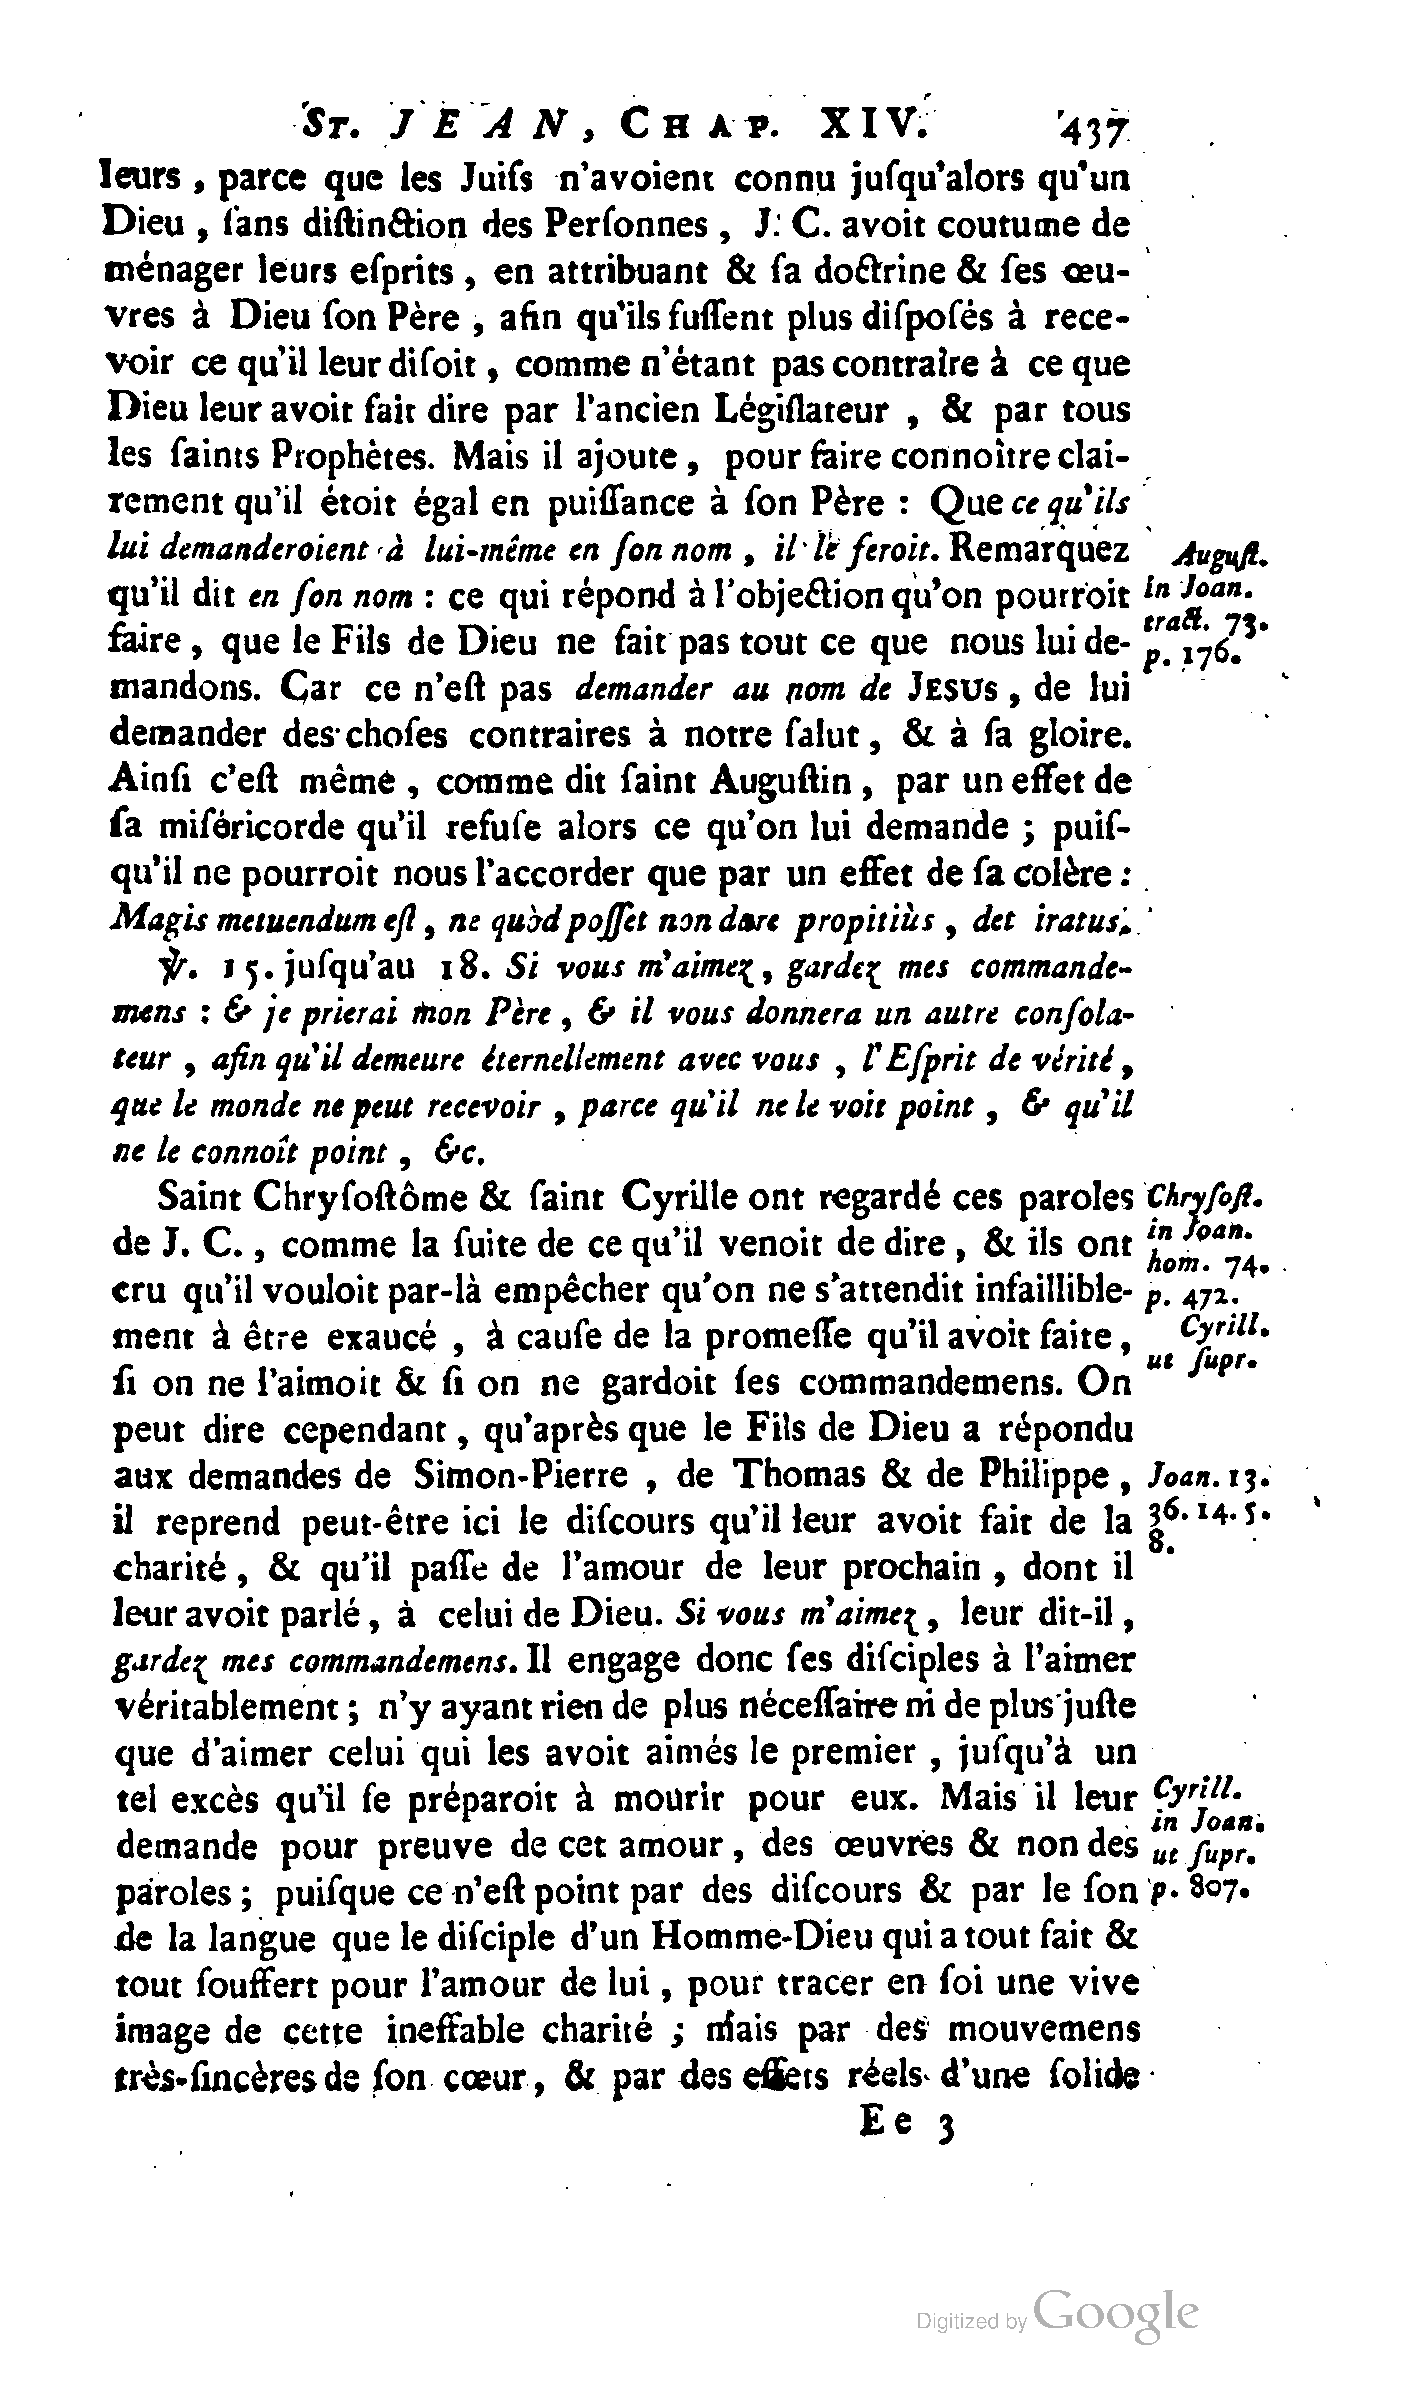 ST. JEAN, CHAP. XIV. 437
leurs , parce que les Juifs n'avoient connu juſqu'alors qu'un
Dieu , ſans diſtinction des Perſonnes , J. C. avoit coutume de
ménager leurs eſprits , en attribuant & ſa doctrine & ſes œu-
vres à Dieu ſon Père , afin qu'ils fuſſent plus diſpoſés à rece-
voir ce qu'il leur diſoit , comme n'étant pas contraire à ce que
Dieu leur avoit fait dire par l'ancien Légiſlateur , & par tous
les ſaints Prophètes. Mais il ajoute , pour faire connoître clai-
rement qu'il étoit égal en puiſſance à ſon Père : Que ce qu'ils
lui demanderoient à lui-même en ſon nom , il le feroit. Remarquez
qu'il dit en ſon nom : ce qui répond à l'objection qu'on pourroit
faire , que le Fils de Dieu ne fait pas tout ce que nous lui de-
mandons. Car ce n'eſt pas demander au nom de JESUS , de lui
demander des choſes contraires à notre ſalut , & à ſa gloire.
Ainſi c'eſt même , comme dit ſaint Auguſtin , par un effet de
ſa miſéricorde qu'il refuſe alors ce qu'on lui demande ; puiſ-
qu'il ne pourroit nous l'accorder que par un effet de ſa colère :
Magis metuendum eſt , ne quòd poſſet non dare propitiùs , det iratus.
Auguſt.
in Joan.
tract. 73.
p. 176.
℣. 15. juſqu'au 18. Si vous m'aimez , gardez mes commande-
mens : & je prierai mon Père , & il vous donnera un autre conſola-
teur , afin qu'il demeure éternellement avec vous , l'Eſprit de vérité ,
que le monde ne peut recevoir , parce qu'il ne le voit point , & qu'il
ne le connoît point , &c.
Saint Chryſoſtôme & ſaint Cyrille ont regardé ces paroles
de J. C. , comme la ſuite de ce qu'il venoit de dire , & ils ont
cru qu'il vouloit par-là empêcher qu'on ne s'attendit infaillible-
ment à être exaucé , à cauſe de la promeſſe qu'il avoit faite ,
ſi on ne l'aimoit & ſi on ne gardoit ſes commandemens. On
peut dire cependant , qu'après que le Fils de Dieu a répondu
aux demandes de Simon-Pierre , de Thomas & de Philippe ,
il reprend peut-être ici le diſcours qu'il leur avoit fait de la
charité , & qu'il paſſe de l'amour de leur prochain , dont il
leur avoit parlé , à celui de Dieu. Si vous m'aimez , leur dit-il ,
gardez mes commandemens. Il engage donc ſes diſciples à l'aimer
véritablement ; n'y ayant rien de plus néceſſaire ni de plus juſte
que d'aimer celui qui les avoit aimés le premier , juſqu'à un
tel excès qu'il ſe préparoit à mourir pour eux. Mais il leur
demande pour preuve de cet amour , des œuvres & non des
paroles ; puiſque ce n'eſt point par des diſcours & par le ſon
de la langue que le diſciple d'un Homme-Dieu qui a tout fait &
tout ſouffert pour l'amour de lui , pour tracer en ſoi une vive
image de cette ineffable charité ; mais par des mouvemens
très-ſincères de ſon cœur , & par des effets réels d'une ſolide
Chryſoſt.
in Joan.
hom. 74.
p. 472.
Cyrill.
ut ſupr.
Joan. 13.
36. 14. 5.
8.
Cyrill.
in Joan.
ut ſupr.
p. 807.
Ee 3
Digitized by Google